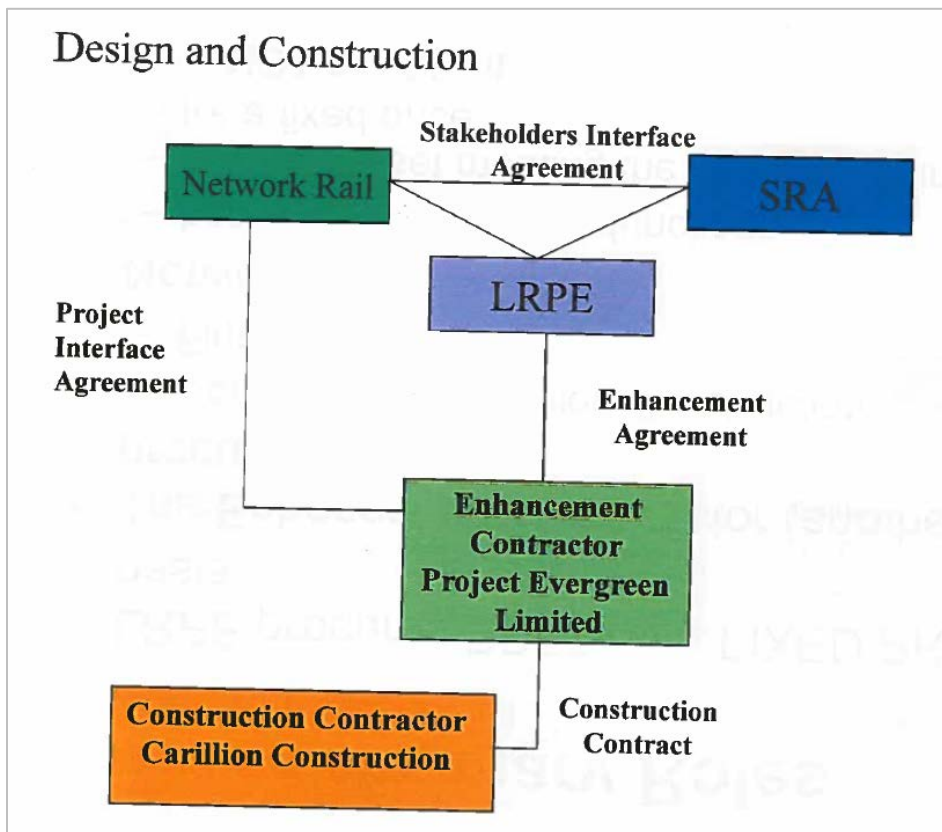 Design and Construction
Stakeholders Interface
Agreement
Network Rail
SRA
LRPE
Project
Interface
Agreement
Enhancement
Agreement
Enhancement
Contractor
Project Evergreen
Limited
Construction Contractor
Carillion Construction
Construction
Contract